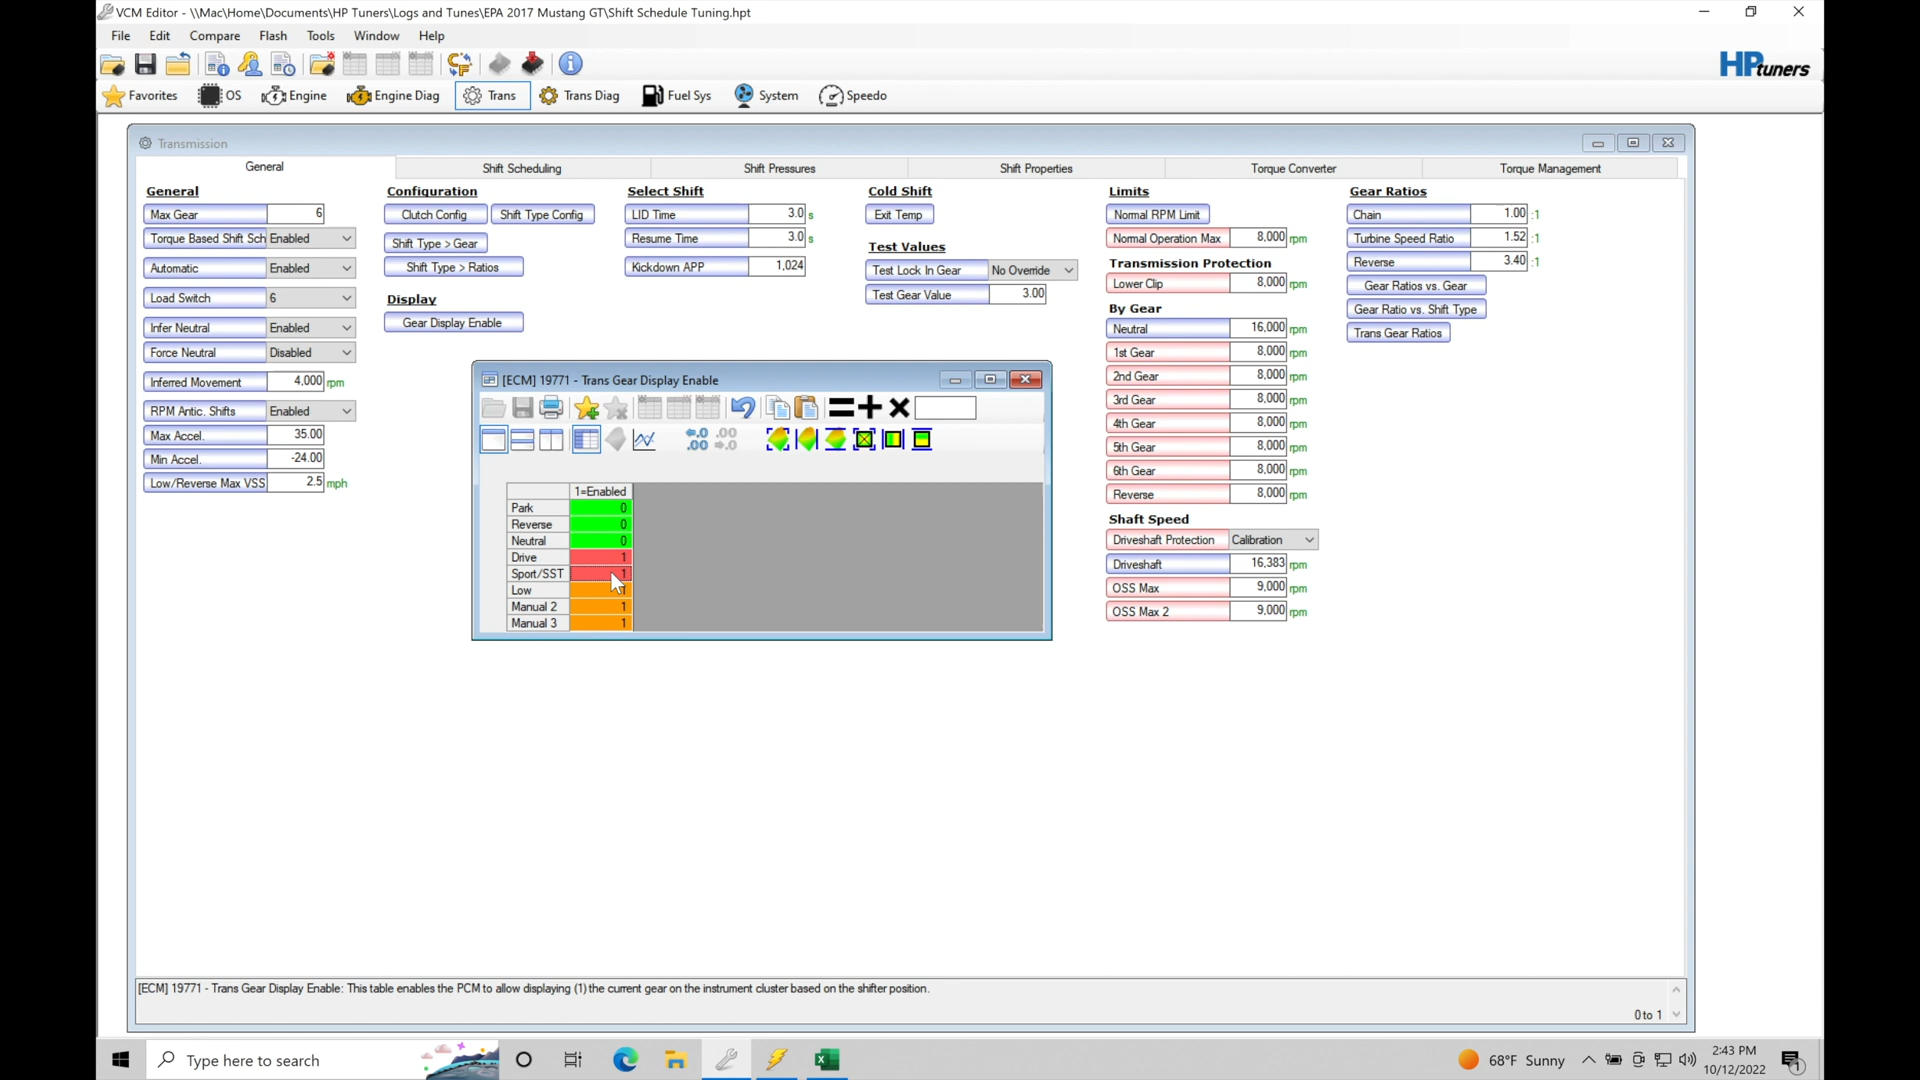 VCM Editor - \\Mac\Home\Documents\HP Tuners\Logs and Tunes\EPA 2017 Mustang GT\Shift Schedule Tuning.hpt
File Edit Compare Flash Tools Window Help
HPtuners
Favorites OS Engine Engine Diag Trans Trans Diag Fuel Sys System Speedo
Transmission
General Shift Scheduling Shift Pressures Shift Properties Torque Converter Torque Management
General
Max Gear 6
Torque Based Shift Sch Enabled
Automatic Enabled
Load Switch 6
Infer Neutral Enabled
Force Neutral Disabled
Inferred Movement 4,000 rpm
RPM Antic. Shifts Enabled
Max Accel. 35.00
Min Accel. -24.00
Low/Reverse Max VSS 2.5 mph
Configuration
Clutch Config Shift Type Config
Shift Type > Gear
Shift Type > Ratios
Display
Gear Display Enable
Select Shift
LID Time 3.0 s
Resume Time 3.0 s
Kickdown APP 1,024
Cold Shift
Exit Temp
Test Values
Test Lock In Gear No Override
Test Gear Value 3.00
Limits
Normal RPM Limit
Normal Operation Max 8,000 rpm
Transmission Protection
Lower Clip 8,000 rpm
By Gear
Neutral 16,000 rpm
1st Gear 8,000 rpm
2nd Gear 8,000 rpm
3rd Gear 8,000 rpm
4th Gear 8,000 rpm
5th Gear 8,000 rpm
6th Gear 8,000 rpm
Reverse 8,000 rpm
Shaft Speed
Driveshaft Protection Calibration
Driveshaft 16,383 rpm
OSS Max 9,000 rpm
OSS Max 2 9,000 rpm
Gear Ratios
Chain 1.00 :1
Turbine Speed Ratio 1.52 :1
Reverse 3.40 :1
Gear Ratios vs. Gear
Gear Ratio vs. Shift Type
Trans Gear Ratios
[ECM] 19771 - Trans Gear Display Enable
1=Enabled
Park 0
Reverse 0
Neutral 0
Drive 1
Sport/SST 1
Low 1
Manual 2 1
Manual 3 1
[ECM] 19771 - Trans Gear Display Enable: This table enables the PCM to allow displaying (1) the current gear on the instrument cluster based on the shifter position.
0 to 1
Type here to search
68°F Sunny
2:43 PM
10/12/2022
1